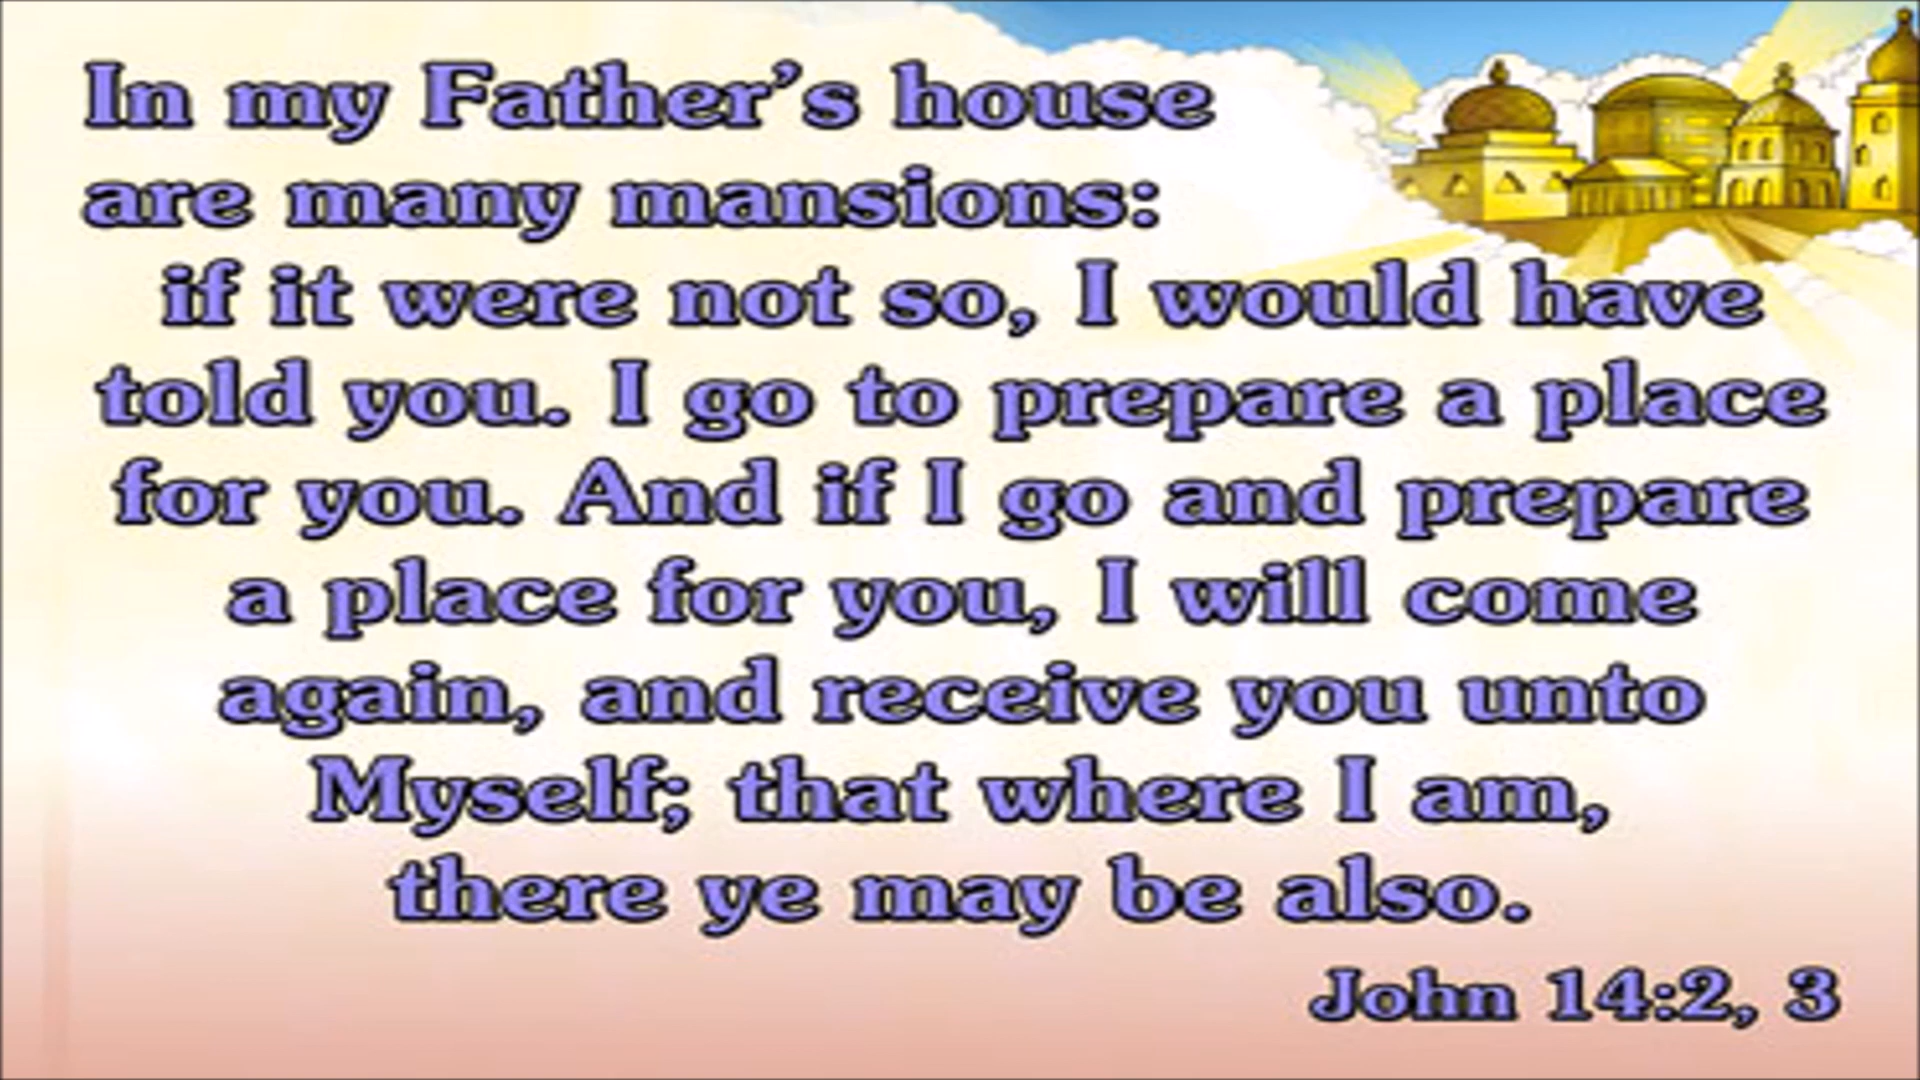 In my Father’s house
are many mansions:
if it were not so, I would have
told you. I go to prepare a place
for you. And if I go and prepare
a place for you, I will come
again, and receive you unto
Myself; that where I am,
there ye may be also.
John 14:2, 3